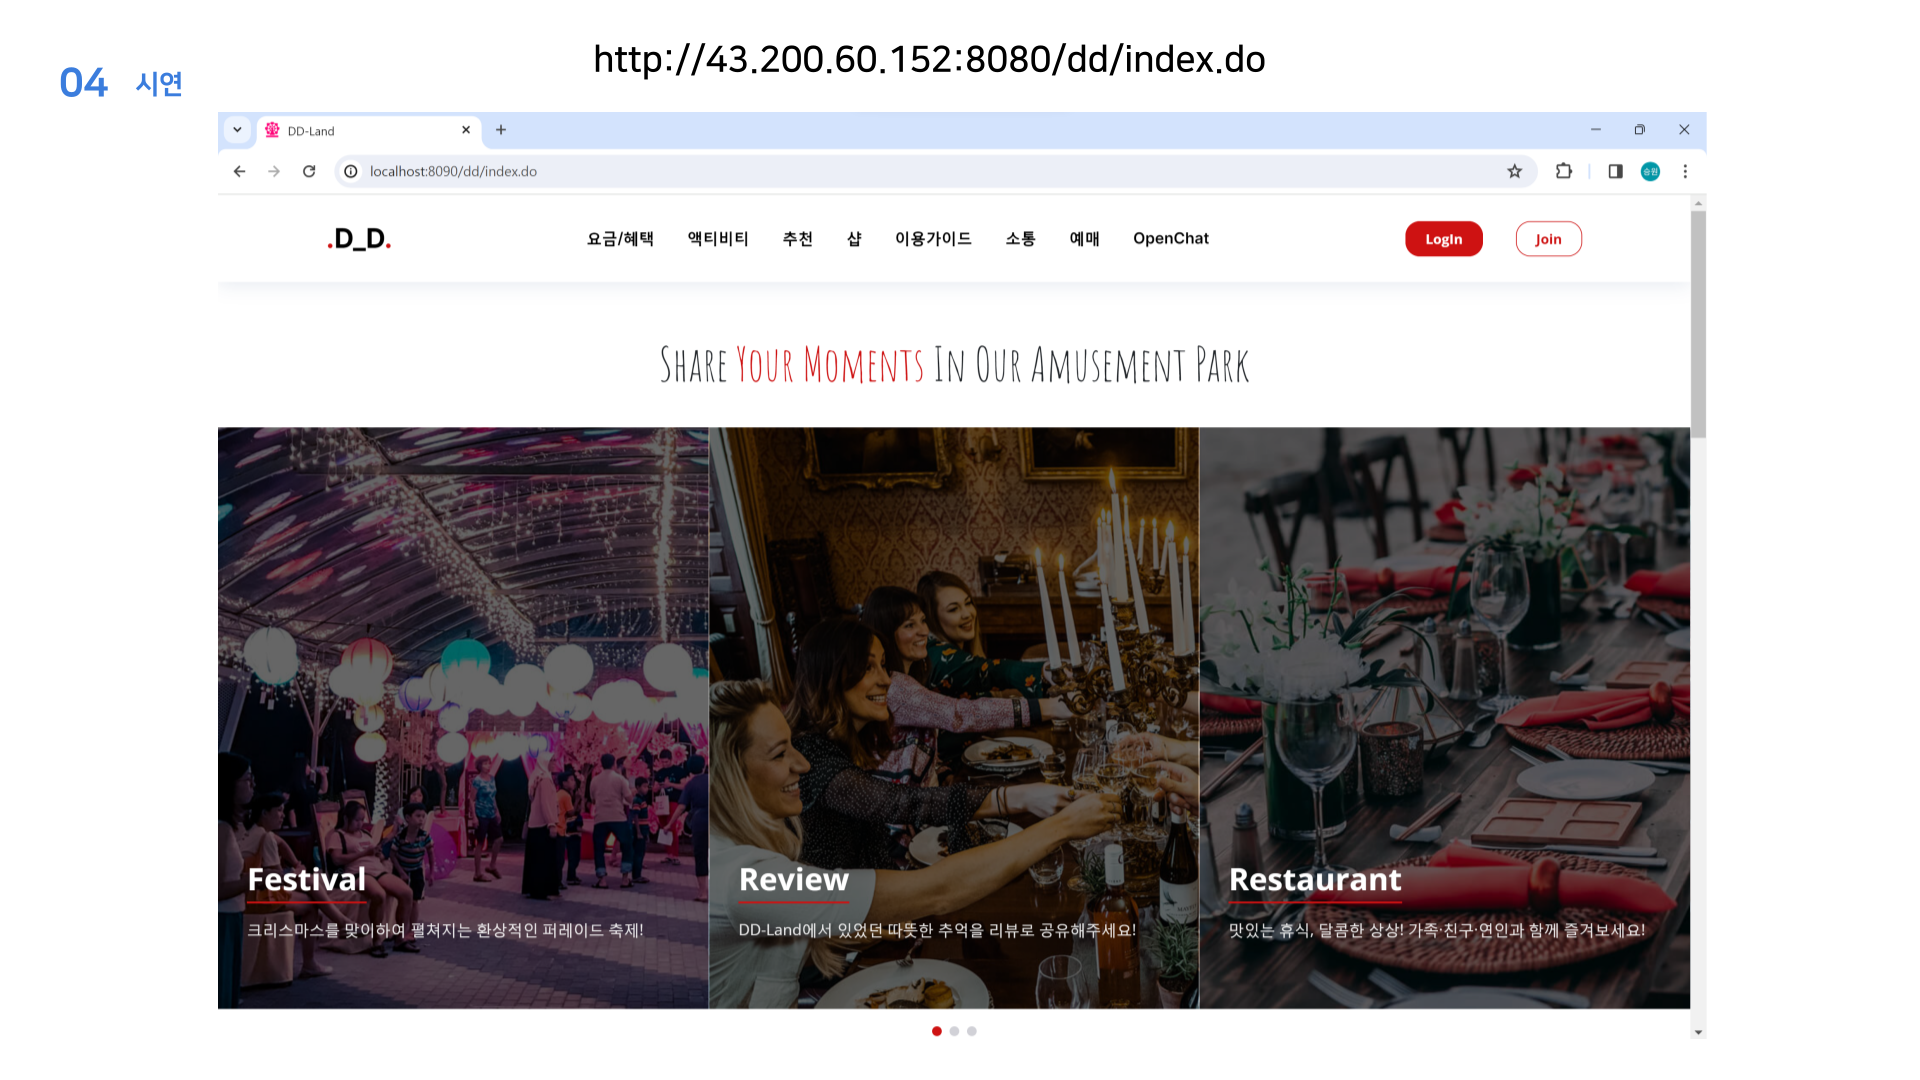 http://43.200.60.152:8080/dd/index.do
04 시연
DD-Land
localhost:8090/dd/index.do
승원
.D_D.
요금/혜택 액티비티 추천 샵 이용가이드 소통 예매 OpenChat
LogIn Join
Share Your Moments In Our Amusement Park
Festival
크리스마스를 맞이하여 펼쳐지는 환상적인 퍼레이드 축제!
Review
DD-Land에서 있었던 따뜻한 추억을 리뷰로 공유해주세요!
Restaurant
맛있는 휴식, 달콤한 상상! 가족·친구·연인과 함께 즐겨보세요!